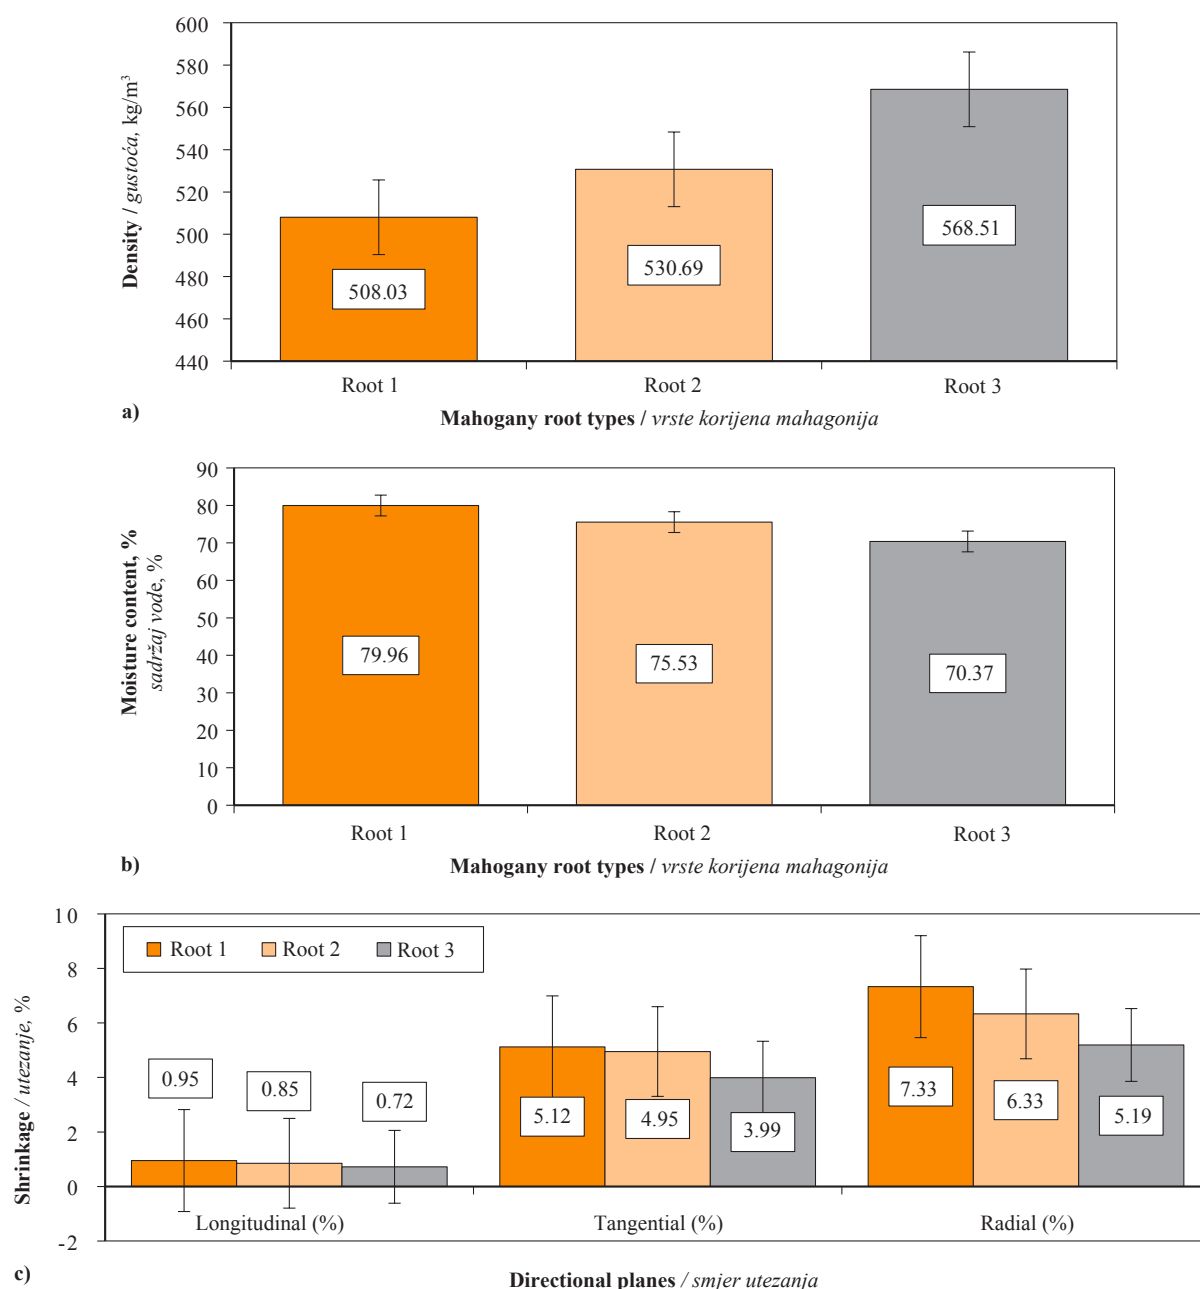 600
580
560
540
520
500
480
460
440
Density / gustoća, kg/m³
508.03
530.69
568.51
Root 1
Root 2
Root 3
a)
Mahogany root types / vrste korijena mahagonija
90
80
70
60
50
40
30
20
10
0
Moisture content, %
sadržaj vode, %
79.96
75.53
70.37
Root 1
Root 2
Root 3
b)
Mahogany root types / vrste korijena mahagonija
10
8
6
4
2
0
-2
Shrinkage / utezanje, %
Root 1
Root 2
Root 3
0.95
0.85
0.72
5.12
4.95
3.99
7.33
6.33
5.19
Longitudinal (%)
Tangential (%)
Radial (%)
c)
Directional planes / smjer utezanja